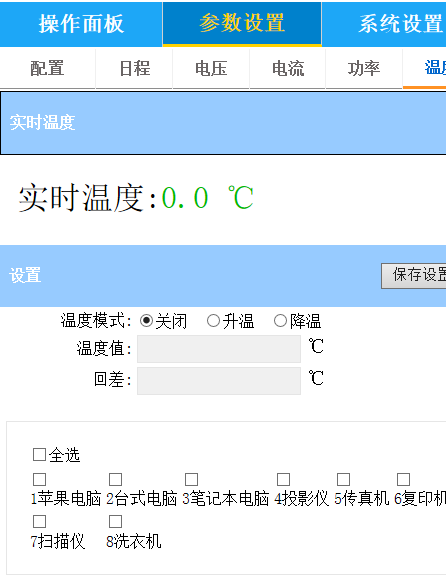 操作面板 参数设置 系统设置
配置 日程 电压 电流 功率 温
实时温度
实时温度:0.0 ℃
设置 保存设置
温度模式: 关闭 升温 降温
温度值: ℃
回差: ℃
全选
1苹果电脑 2台式电脑 3笔记本电脑 4投影仪 5传真机 6复印机
7扫描仪 8洗衣机